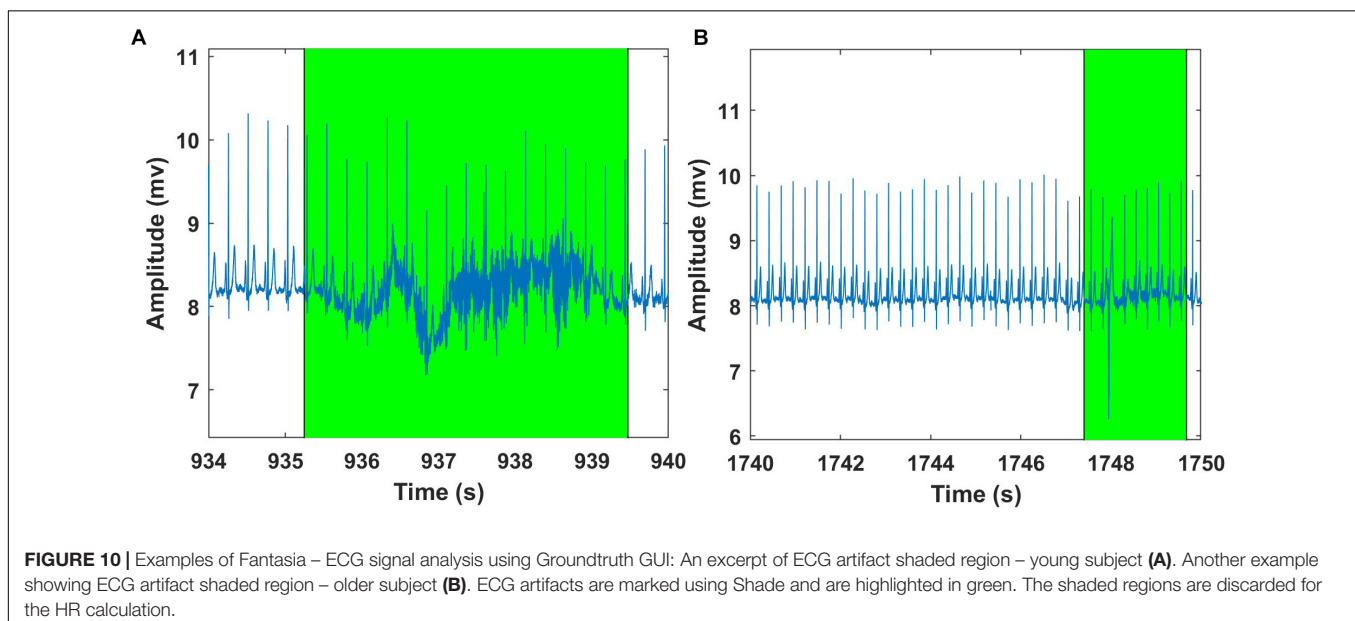 A
B
11
10
9
8
7
Amplitude (mv)
934 935 936 937 938 939 940
Time (s)
11
10
9
8
7
6
Amplitude (mv)
1740 1742 1744 1746 1748 1750
Time (s)
FIGURE 10 | Examples of Fantasia – ECG signal analysis using Groundtruth GUI: An excerpt of ECG artifact shaded region – young subject (A). Another example
showing ECG artifact shaded region – older subject (B). ECG artifacts are marked using Shade and are highlighted in green. The shaded regions are discarded for
the HR calculation.